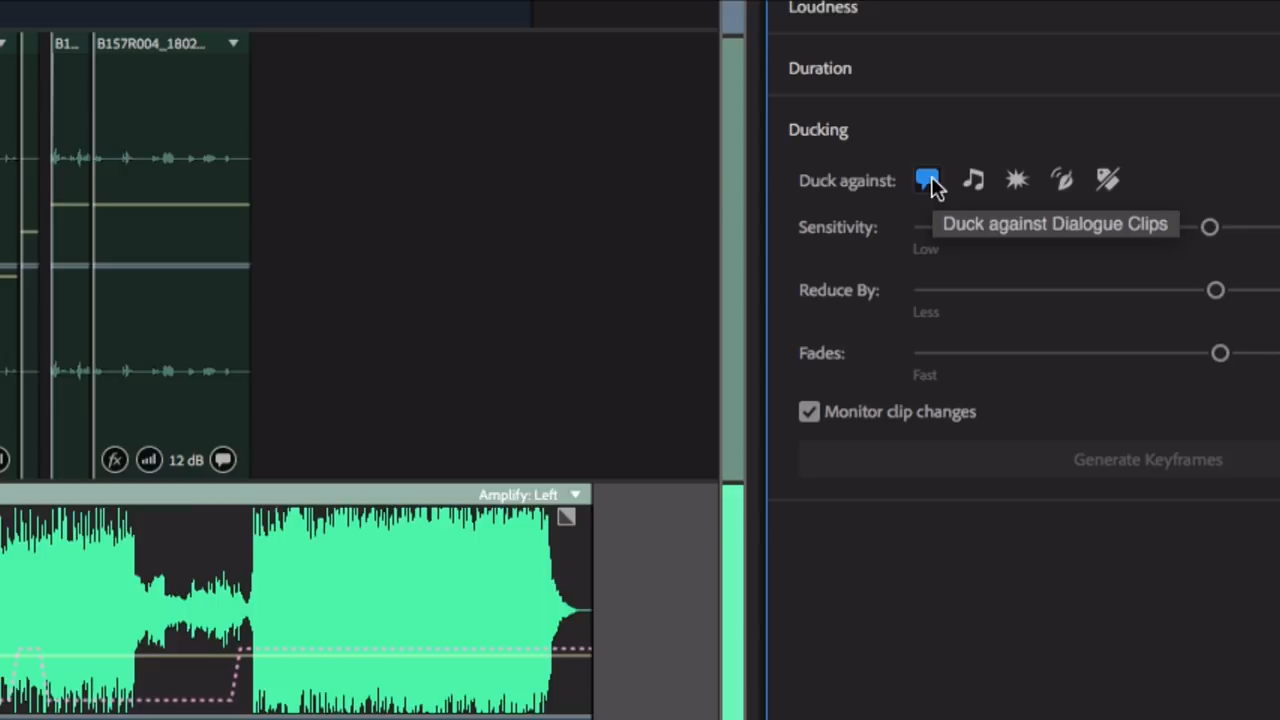 Loudness
B1...
B157R004_1802...
Duration
Ducking
Duck against:
Duck against Dialogue Clips
Sensitivity:
Low
Reduce By:
Less
Fades:
Fast
Monitor clip changes
fx
12 dB
Generate Keyframes
Amplify: Left